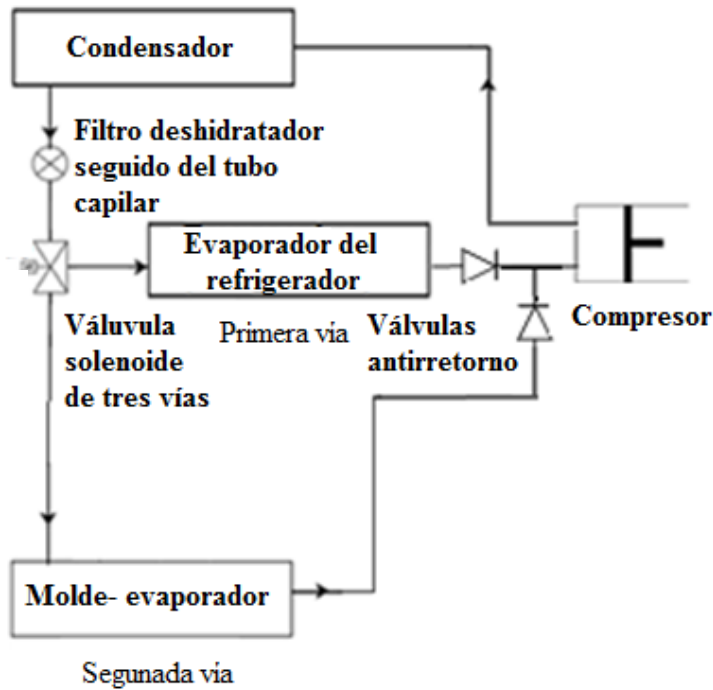 Condensador
Filtro deshidratador
seguido del tubo
capilar
Evaporador del
refrigerador
Váluvula
solenoide
de tres vías
Primera via
Válvulas
antirretorno
Compresor
Molde- evaporador
Segunada via